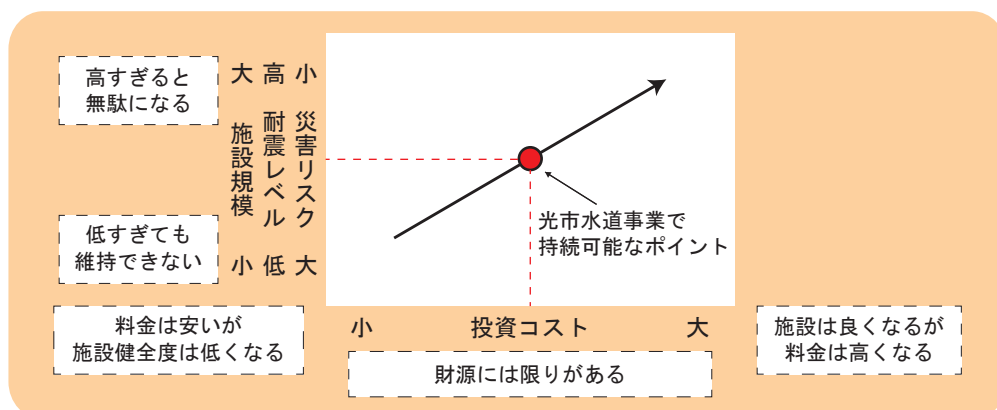 高すぎると
無駄になる
大 高 小
施設規模
耐震レベル
災害リスク
小 低 大
低すぎても
維持できない
光市水道事業で
持続可能なポイント
小 投資コスト 大
料金は安いが
施設健全度は低くなる
財源には限りがある
施設は良くなるが
料金は高くなる